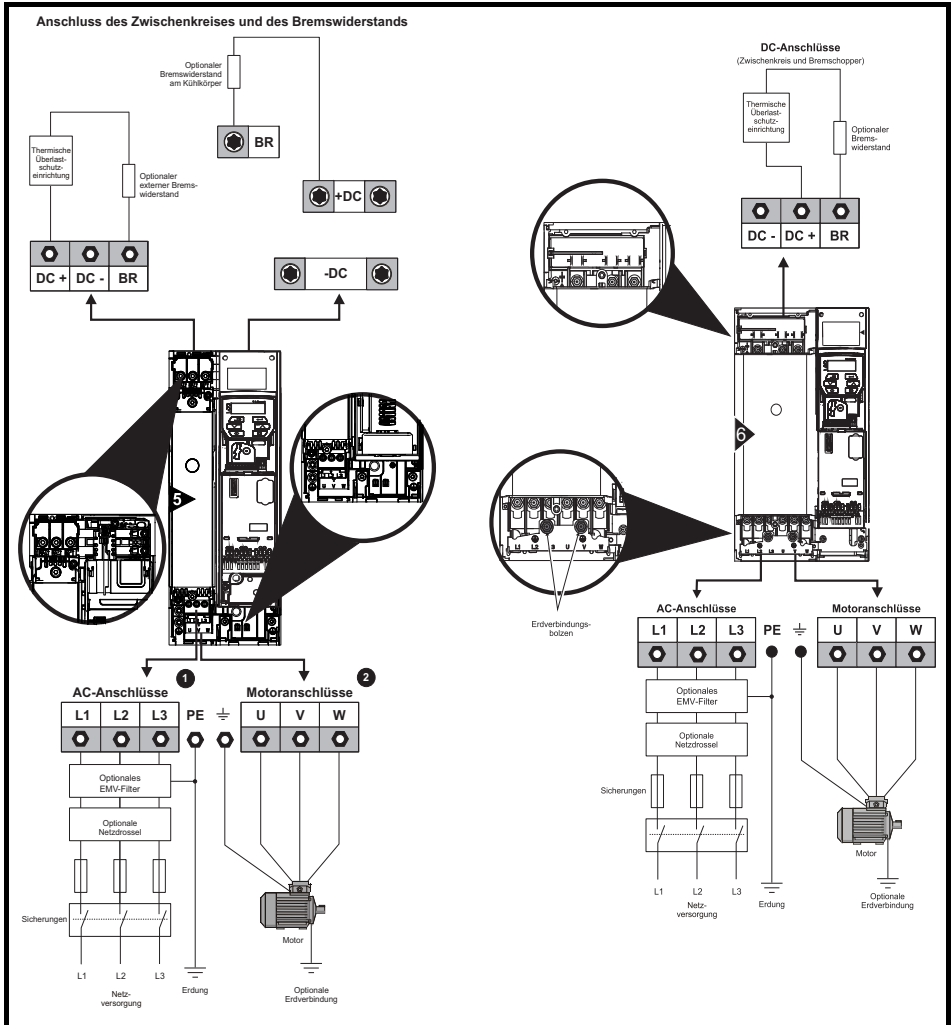 Anschluss des Zwischenkreises und des Bremswiderstands
Optionaler
Bremswiderstand
am Kühlkörper
BR
Thermische
Überlast-
schutz-
einrichtung
Optionaler
externer Brems-
widerstand
+DC
DC + DC - BR
-DC
5
AC-Anschlüsse 1
Motoranschlüsse 2
L1 L2 L3 PE U V W
Optionales
EMV-Filter
Optionale
Netzdrossel
Sicherungen
Motor
L1 L2 L3
Netz-
versorgung
Erdung
Optionale
Erdverbindung
DC-Anschlüsse
(Zwischenkreis und Bremschopper)
Thermische
Überlast-
schutz-
einrichtung
Optionaler
Brems-
widerstand
DC - DC + BR
6
L1 L2 B U V W
Erdverbindungs-
bolzen
AC-Anschlüsse
Motoranschlüsse
L1 L2 L3 PE U V W
Optionales
EMV-Filter
Optionale
Netzdrossel
Sicherungen
Motor
L1 L2 L3
Netz-
versorgung
Erdung
Optionale
Erdverbindung